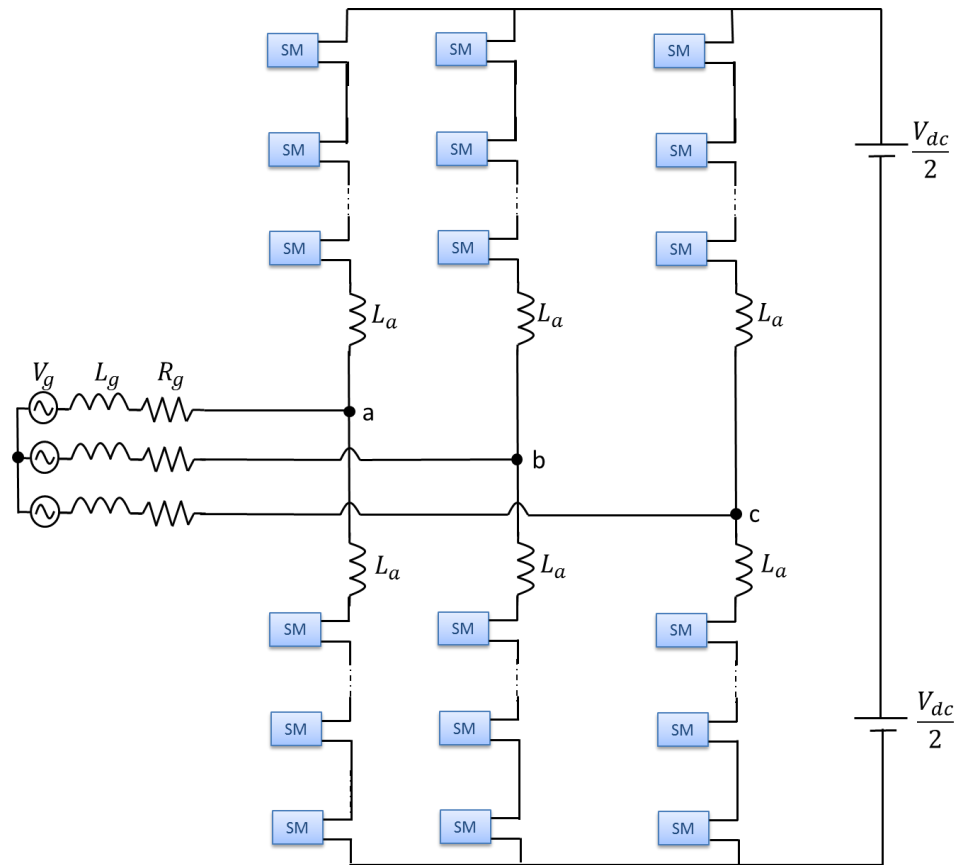 SM SM SM
SM SM SM
V_dc/2 V_dc/2
SM SM SM
L_a L_a L_a
V_g L_g R_g
a
b
c
L_a L_a L_a
SM SM SM
SM SM SM
SM SM SM